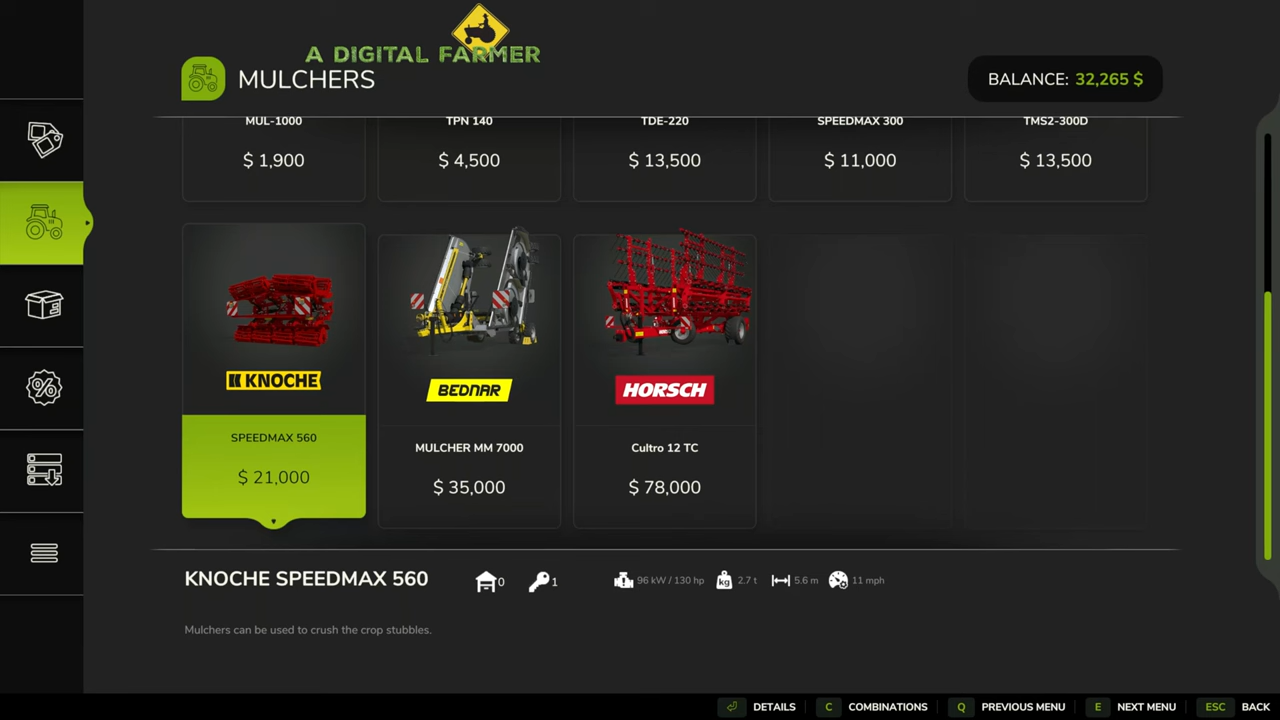 A DIGITAL FARMER
MULCHERS
BALANCE: 32,265 $
MUL-1000
TPN 140
TDE-220
SPEEDMAX 300
TMS2-300D
$ 1,900
$ 4,500
$ 13,500
$ 11,000
$ 13,500
KNOCHE
BEDNAR
HORSCH
SPEEDMAX 560
MULCHER MM 7000
Cultro 12 TC
$ 21,000
$ 35,000
$ 78,000
KNOCHE SPEEDMAX 560
0
1
96 kW / 130 hp
kg
2.7 t
5.6 m
11 mph
Mulchers can be used to crush the crop stubbles.
DETAILS
C COMBINATIONS
Q PREVIOUS MENU
E NEXT MENU
ESC BACK